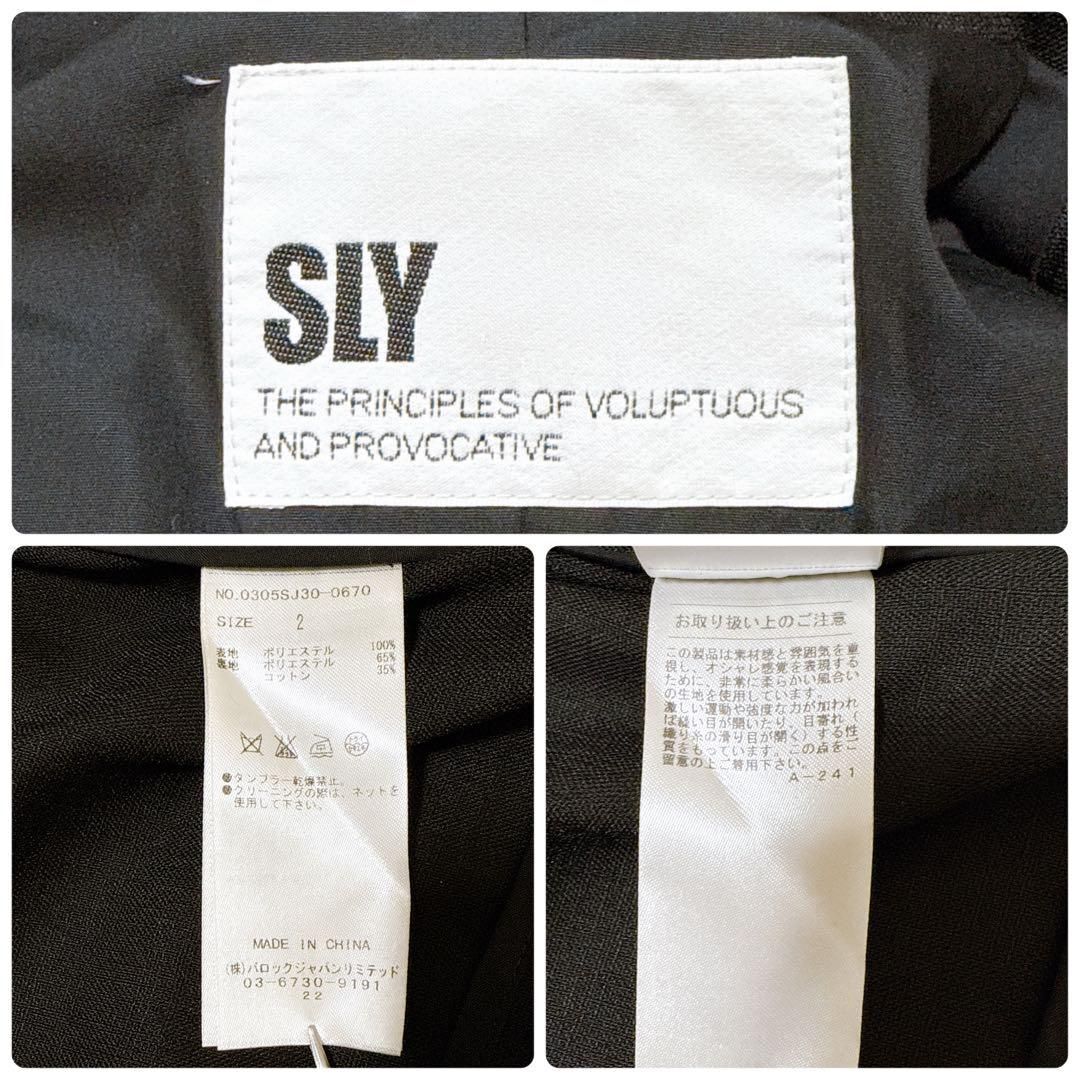 SLY
THE PRINCIPLES OF VOLUPTUOUS
AND PROVOCATIVE
NO.0305SJ30-0670
SIZE 2
表地 ポリエステル 100%
裏地 ポリエステル 65%
コットン 35%
●タンブラー乾燥禁止。
●クリーニングの際は、ネットを
使用して下さい。
MADE IN CHINA
(株)バロックジャパンリミテッド
03-6730-9191
22
お取り扱い上のご注意
この製品は素材感と雰囲気を重
視し、オシャレ感覚を表現する
ために、非常に柔らかい風合い
の生地を使用しています。
激しい運動や強度な力が加われ
ば縫い目が開いたり、目寄れ(
織り糸の滑り目が開く)する性
質をもっています。この点をご
留意の上ご着用下さい。
A-241